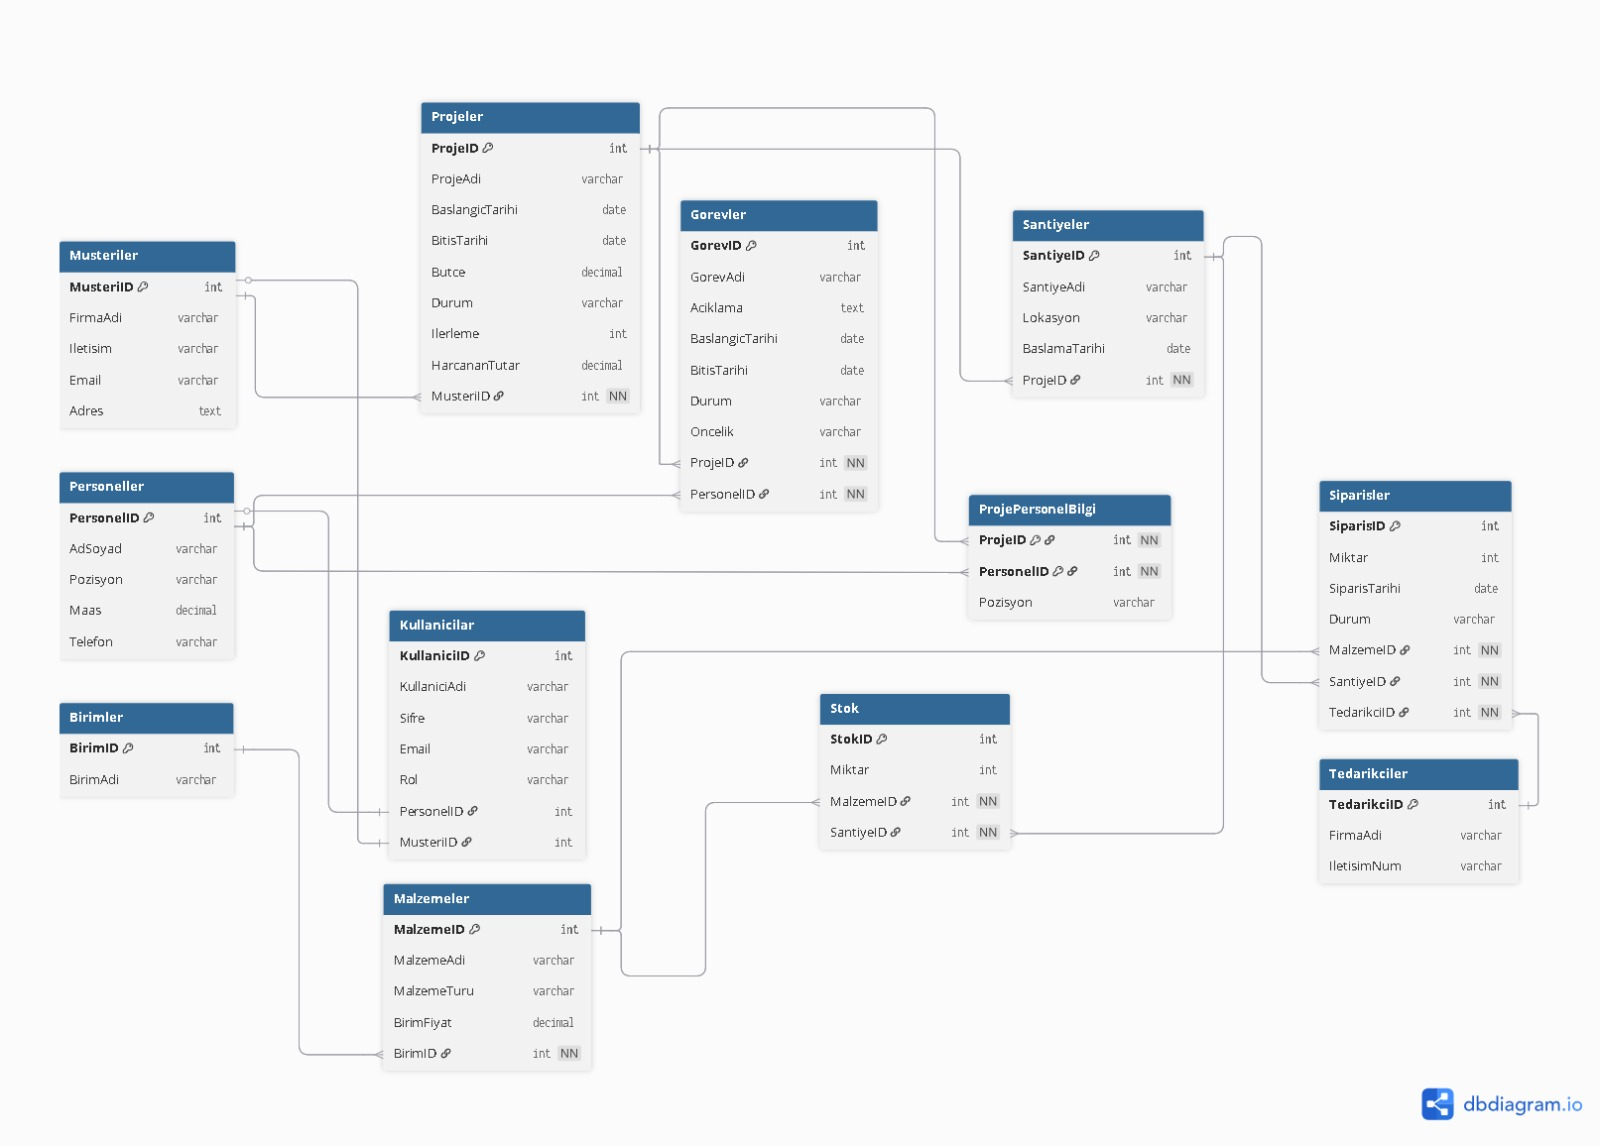 Projeler
ProjeID int
ProjeAdi varchar
BaslangicTarihi date
BitisTarihi date
Butce decimal
Durum varchar
Ilerleme int
HarcananTutar decimal
MusteriID int NN
Gorevler
GorevID int
GorevAdi varchar
Aciklama text
BaslangicTarihi date
BitisTarihi date
Durum varchar
Oncelik varchar
ProjeID int NN
PersonelID int NN
Santiyeler
SantiyeID int
SantiyeAdi varchar
Lokasyon varchar
BaslamaTarihi date
ProjeID int NN
Musteriler
MusteriID int
FirmaAdi varchar
Iletisim varchar
Email varchar
Adres text
Personeller
PersonelID int
AdSoyad varchar
Pozisyon varchar
Maas decimal
Telefon varchar
ProjePersonelBilgi
ProjeID int NN
PersonelID int NN
Pozisyon varchar
Siparisler
SiparisID int
Miktar int
SiparisTarihi date
Durum varchar
MalzemeID int NN
SantiyeID int NN
TedarikciID int NN
Kullanicilar
KullaniciID int
KullaniciAdi varchar
Sifre varchar
Email varchar
Rol varchar
PersonelID int
MusteriID int
Birimler
BirimID int
BirimAdi varchar
Stok
StokID int
Miktar int
MalzemeID int NN
SantiyeID int NN
Tedarikciler
TedarikciID int
FirmaAdi varchar
IletisimNum varchar
Malzemeler
MalzemeID int
MalzemeAdi varchar
MalzemeTuru varchar
BirimFiyat decimal
BirimID int NN
dbdiagram.io